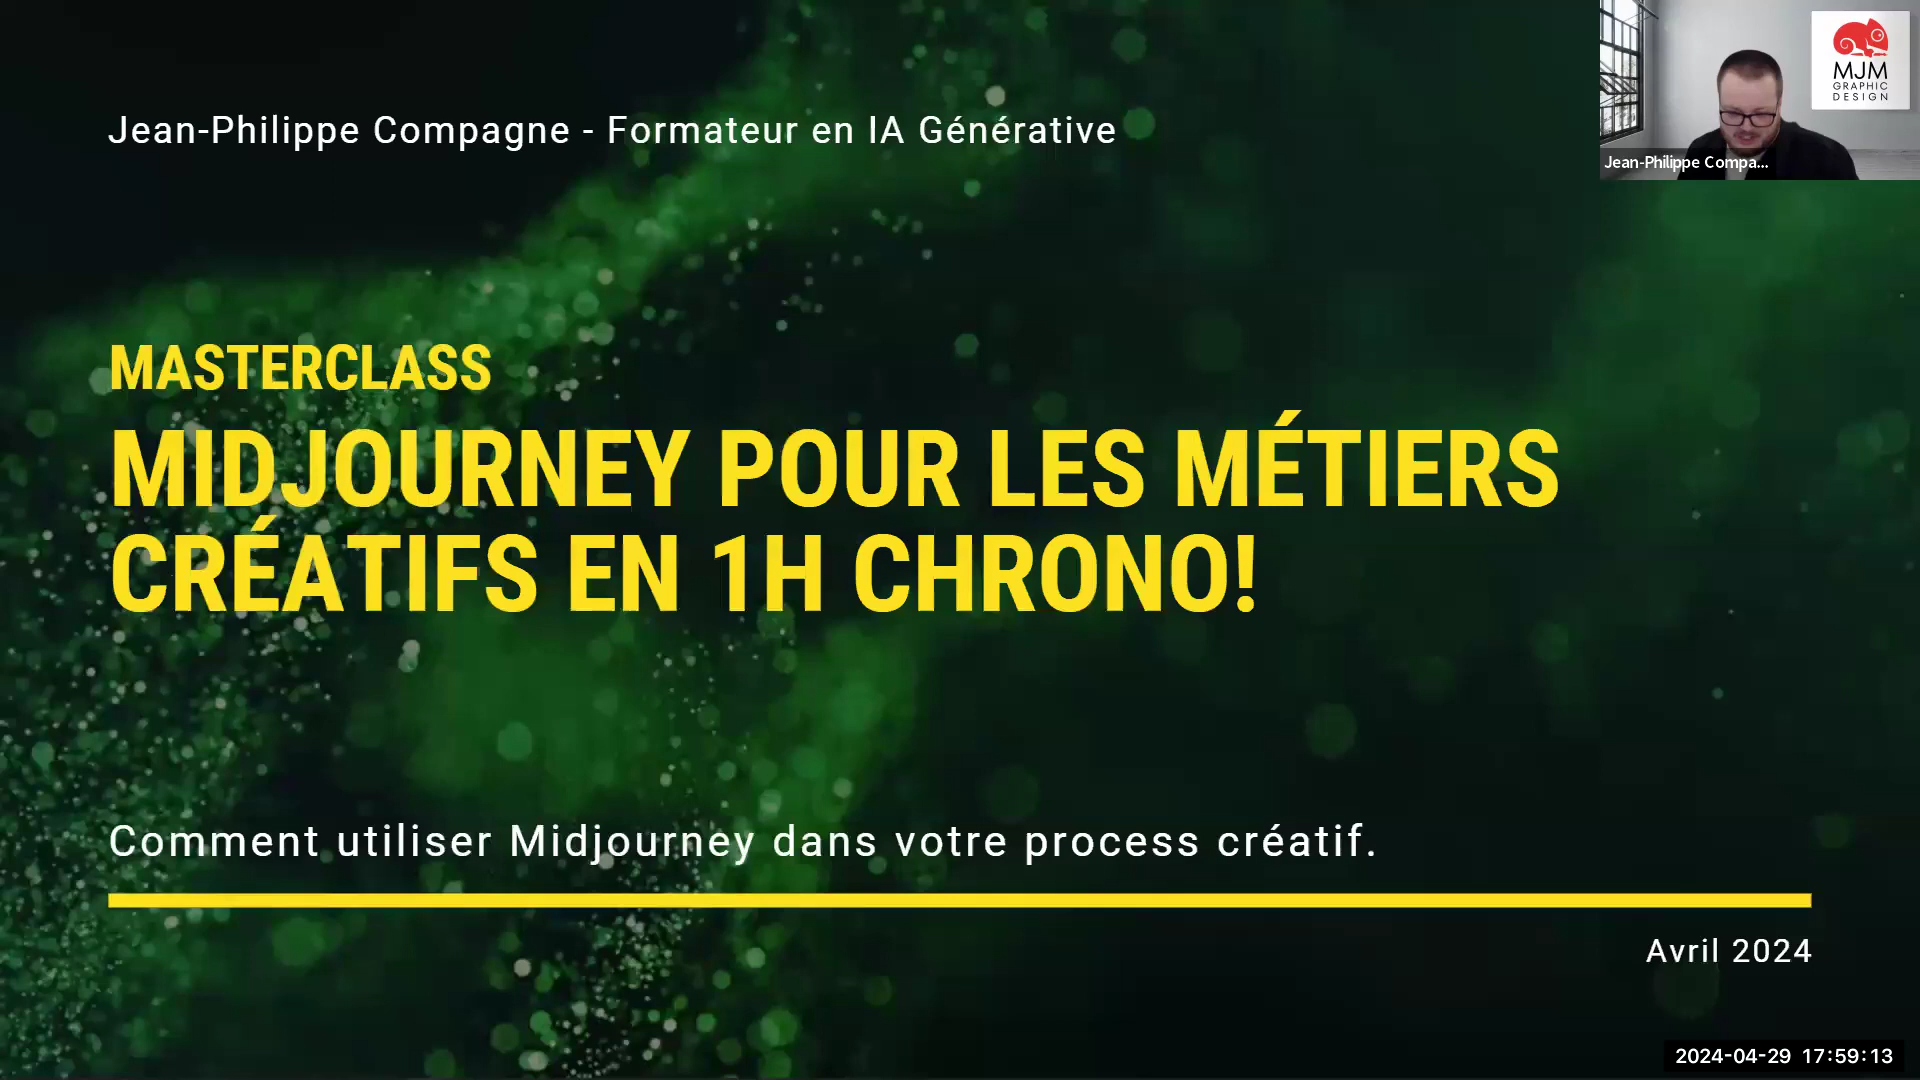 Jean-Philippe Compagne - Formateur en IA Générative
MJM
GRAPHIC
DESIGN
Jean-Philippe Compa...
MASTERCLASS
MIDJOURNEY POUR LES MÉTIERS
CRÉATIFS EN 1H CHRONO!
Comment utiliser Midjourney dans votre process créatif.
Avril 2024
2024-04-29 17:59:13